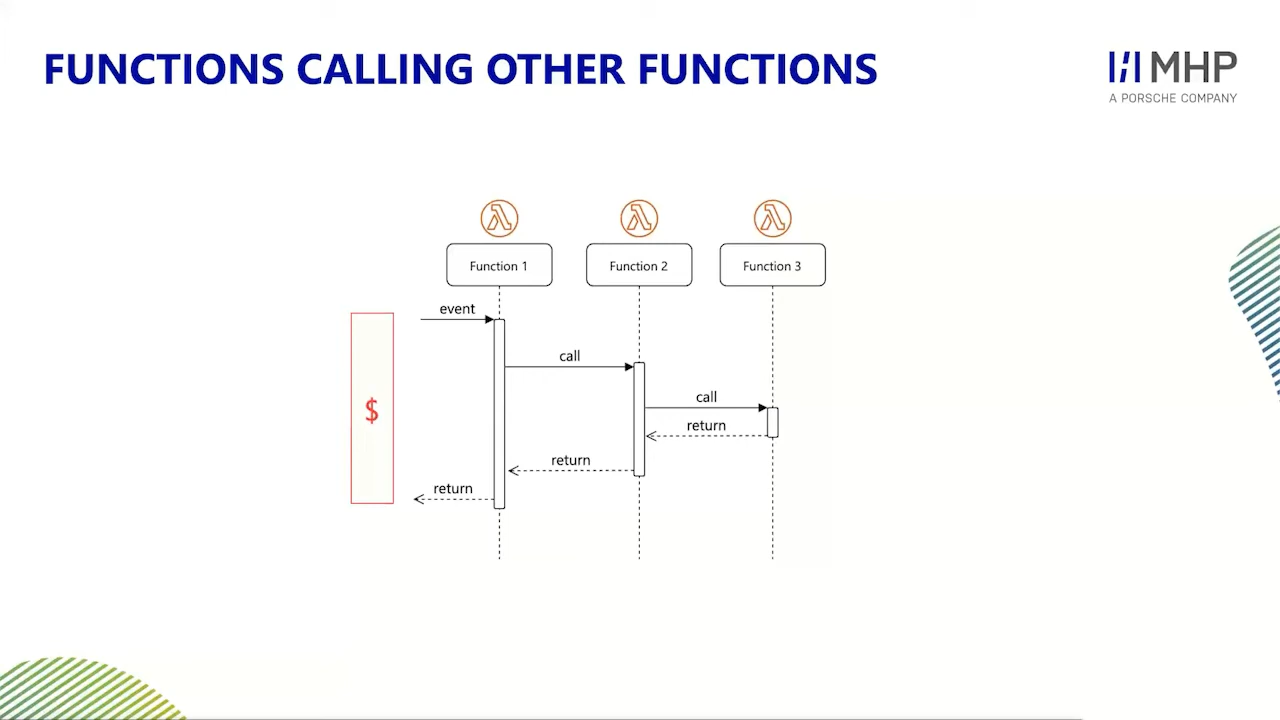 FUNCTIONS CALLING OTHER FUNCTIONS
MHP
A PORSCHE COMPANY
Function 1
Function 2
Function 3
event
call
call
return
return
return
$